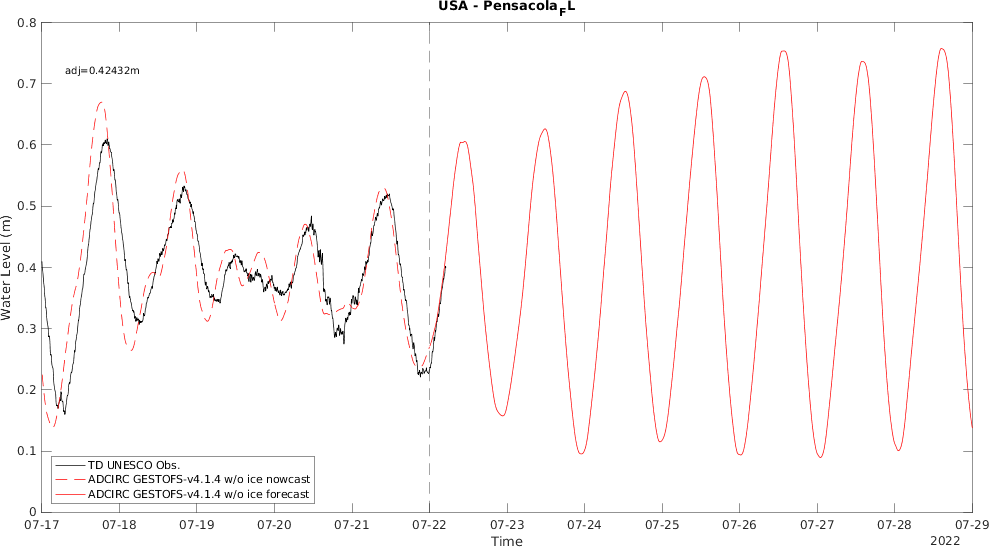 USA - Pensacola_FL
0.8
adj=0.42432m
0.7
0.6
0.5
0.4
0.3
0.2
0.1
0
Water Level (m)
TD UNESCO Obs.
ADCIRC GESTOFS-v4.1.4 w/o ice nowcast
ADCIRC GESTOFS-v4.1.4 w/o ice forecast
07-17 07-18 07-19 07-20 07-21 07-22 07-23 07-24 07-25 07-26 07-27 07-28 07-29
Time
2022